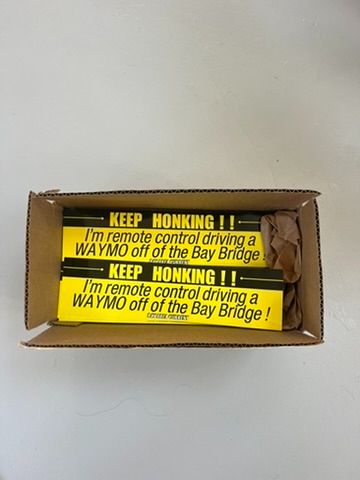 KEEP HONKING ! !
I'm remote control driving a
WAYMO off of the Bay Bridge !
KEEP HONKING ! !
I'm remote control driving a
WAYMO off of the Bay Bridge !